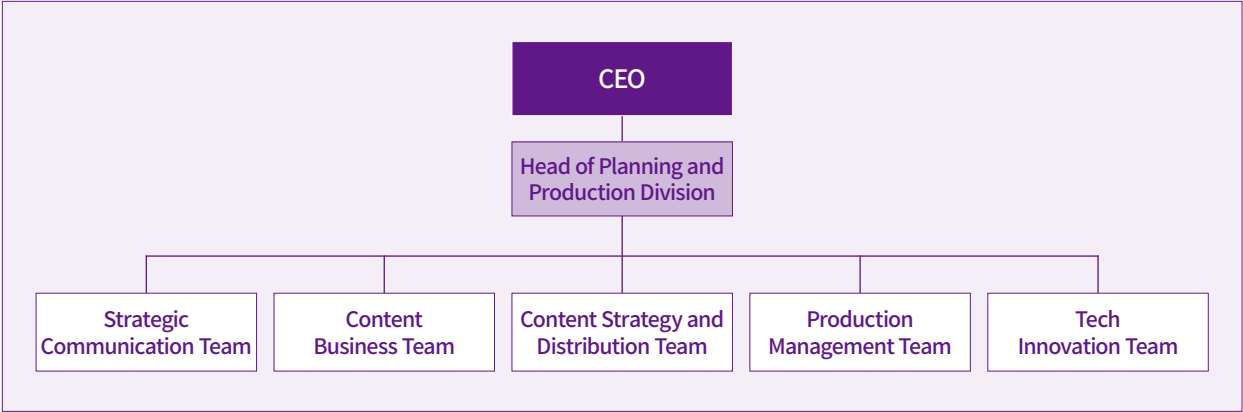 CEO
Head of Planning and
Production Division
Strategic
Communication Team
Content
Business Team
Content Strategy and
Distribution Team
Production
Management Team
Tech
Innovation Team